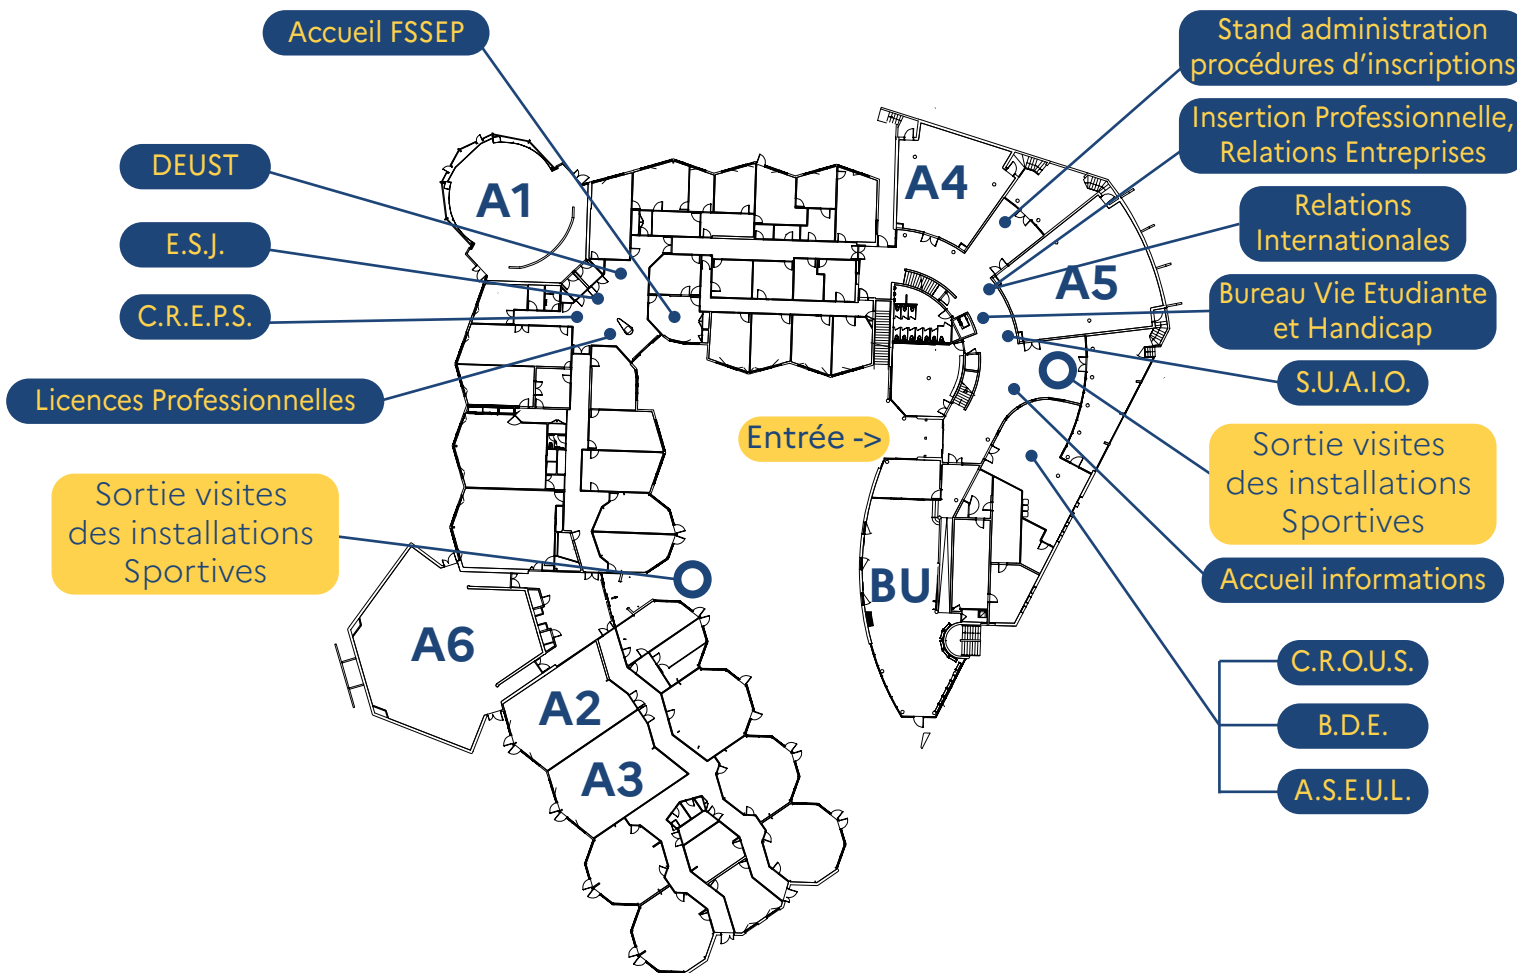 Accueil FSSEP
Stand administration
procédures d'inscriptions
Insertion Professionnelle,
Relations Entreprises
DEUST
A1
A4
Relations
Internationales
E.S.J.
A5
Bureau Vie Etudiante
et Handicap
C.R.E.P.S.
S.U.A.I.O.
Licences Professionnelles
Entrée ->
Sortie visites
des installations
Sportives
Sortie visites
des installations
Sportives
BU
Accueil informations
A6
C.R.O.U.S.
A2
B.D.E.
A3
A.S.E.U.L.